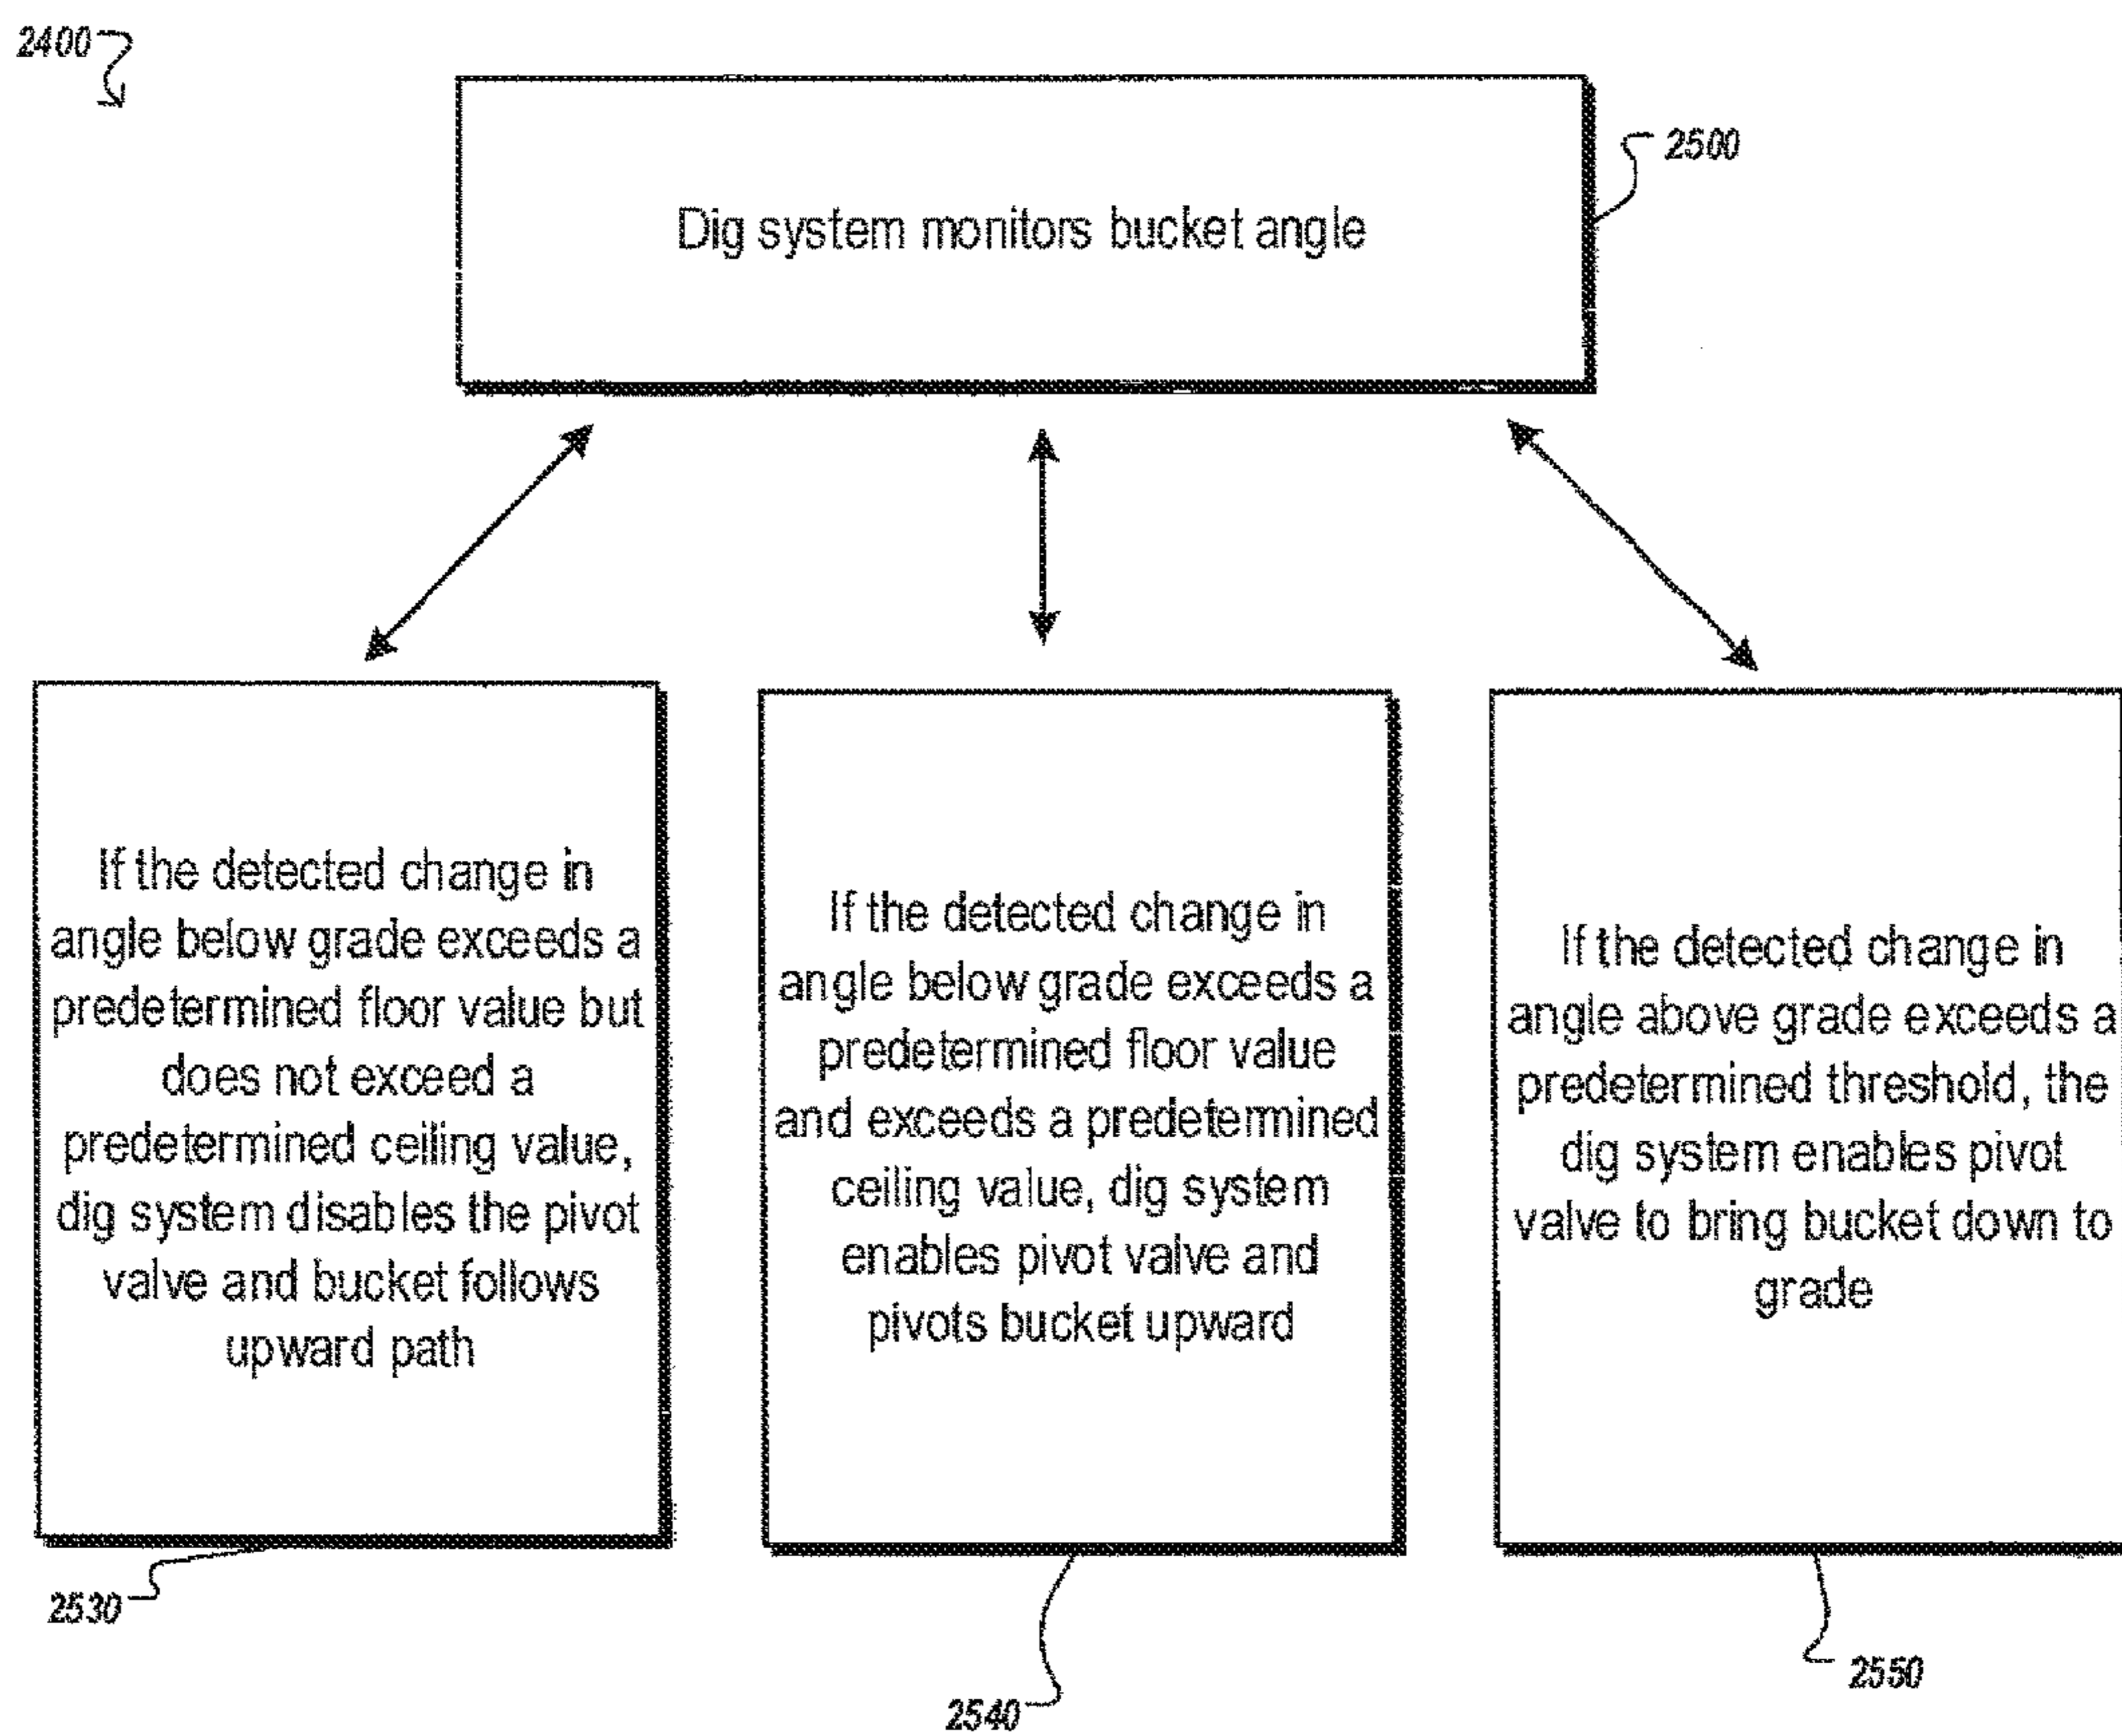 2400
2500
Dig system monitors bucket angle
If the detected change in
angle below grade exceeds a
predetermined floor value but
does not exceed a
predetermined ceiling value,
dig system disables the pivot
valve and bucket follows
upward path
If the detected change in
angle below grade exceeds a
predetermined floor value
and exceeds a predetermined
ceiling value, dig system
enables pivot valve and
pivots bucket upward
If the detected change in
angle above grade exceeds a
predetermined threshold, the
dig system enables pivot
valve to bring bucket down to
grade
2530
2540
2550